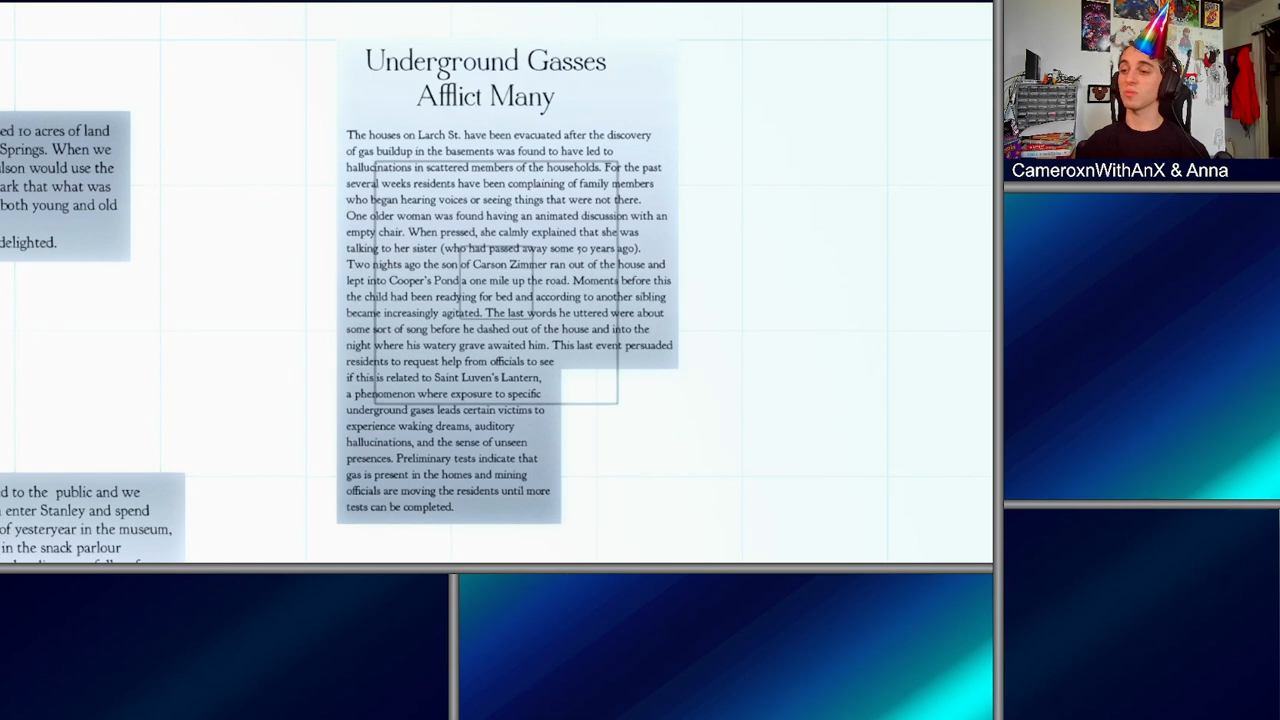 ed 10 acres of land
Springs. When we
lson would use the
ark that what was
both young and old
delighted.
d to the public and we
enter Stanley and spend
of yesteryear in the museum,
in the snack parlour
Underground Gasses
Afflict Many
The houses on Larch St. have been evacuated after the discovery
of gas buildup in the basements was found to have led to
hallucinations in scattered members of the households. For the past
several weeks residents have been complaining of family members
who began hearing voices or seeing things that were not there.
One older woman was found having an animated discussion with an
empty chair. When pressed, she calmly explained that she was
talking to her sister (who had passed away some 50 years ago).
Two nights ago the son of Carson Zimmer ran out of the house and
lept into Cooper's Pond a one mile up the road. Moments before this
the child had been readying for bed and according to another sibling
became increasingly agitated. The last words he uttered were about
some sort of song before he dashed out of the house and into the
night where his watery grave awaited him. This last event persuaded
residents to request help from officials to see
if this is related to Saint Luven's Lantern,
a phenomenon where exposure to specific
underground gases leads certain victims to
experience waking dreams, auditory
hallucinations, and the sense of unseen
presences. Preliminary tests indicate that
gas is present in the homes and mining
officials are moving the residents until more
tests can be completed.
CameroxnWithAnX & Anna